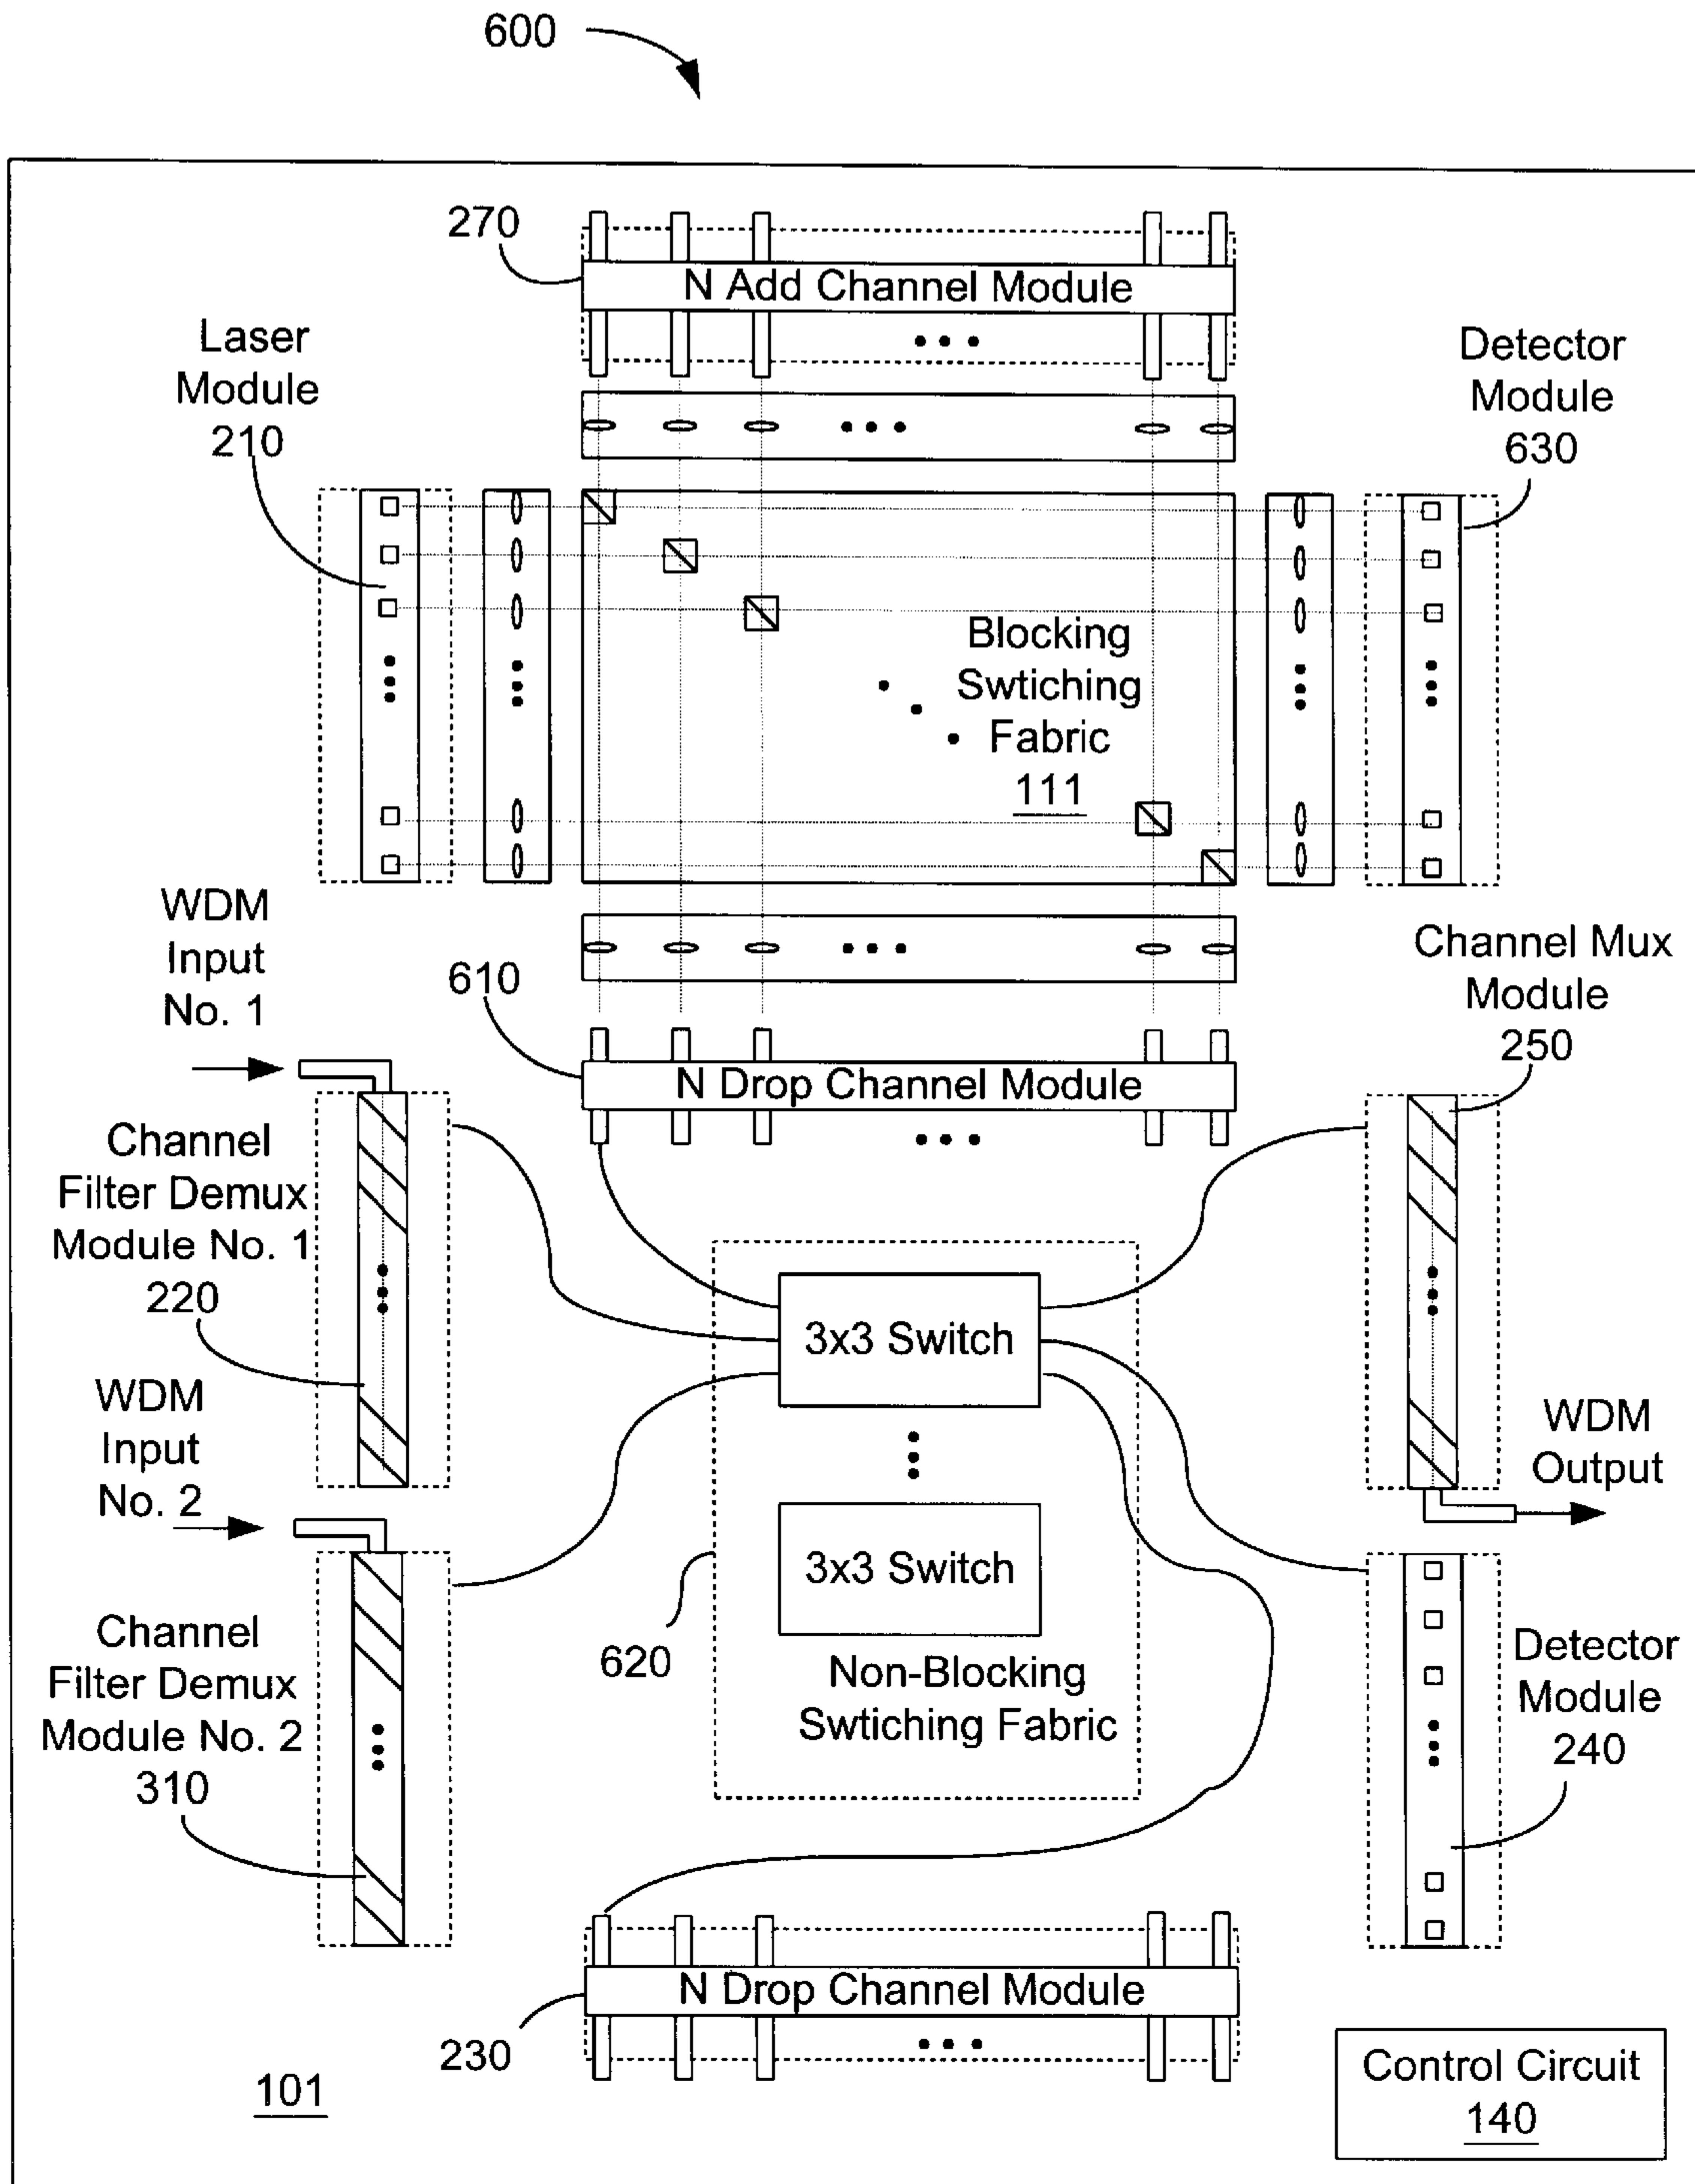 600
270
N Add Channel Module
Laser
Module
210
Detector
Module
630
Blocking
Swtiching
Fabric
111
WDM
Input
No. 1
610
N Drop Channel Module
Channel Mux
Module
250
Channel
Filter Demux
Module No. 1
220
3x3 Switch
WDM
Input
No. 2
WDM
Output
3x3 Switch
620
Non-Blocking
Swtiching Fabric
Channel
Filter Demux
Module No. 2
310
Detector
Module
240
N Drop Channel Module
230
101
Control Circuit
140